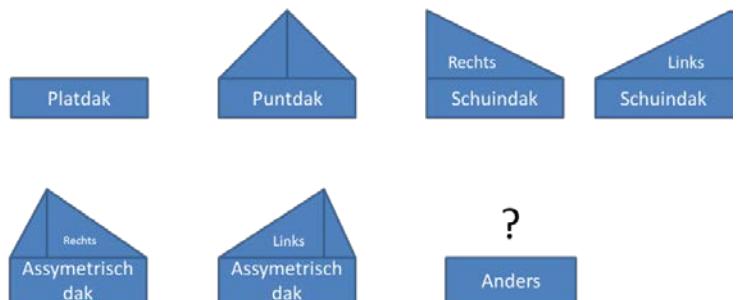 Platdak
Puntdak
Rechts
Schuindak
Links
Schuindak
Rechts
Assymetrisch
dak
Links
Assymetrisch
dak
?
Anders